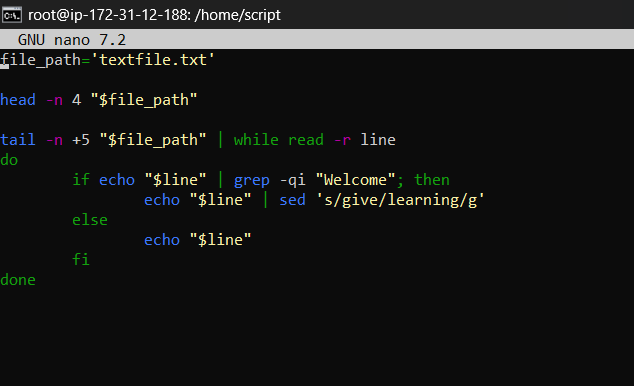 root@ip-172-31-12-188: /home/script
GNU nano 7.2
file_path='textfile.txt'
head -n 4 "$file_path"
tail -n +5 "$file_path" | while read -r line
do
if echo "$line" | grep -qi "Welcome"; then
echo "$line" | sed 's/give/learning/g'
else
echo "$line"
fi
done